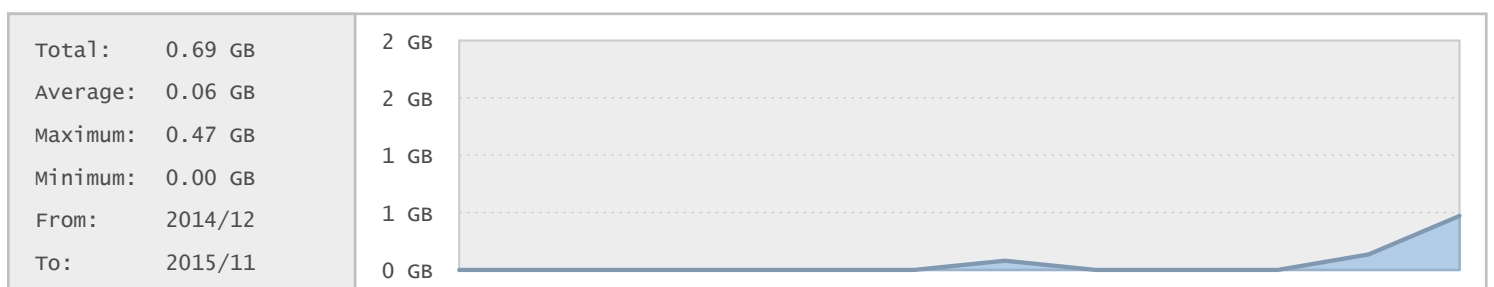 Total: 0.69 GB
Average: 0.06 GB
Maximum: 0.47 GB
Minimum: 0.00 GB
From: 2014/12
To: 2015/11
2 GB
2 GB
1 GB
1 GB
0 GB